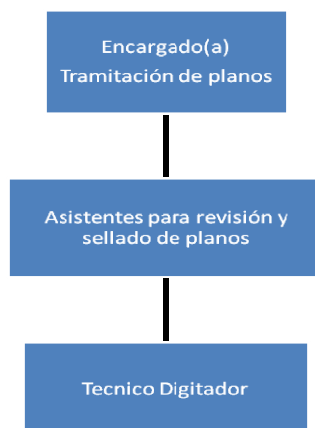 Encargado(a)
Tramitación de planos
Asistentes para revisión y
sellado de planos
Tecnico Digitador